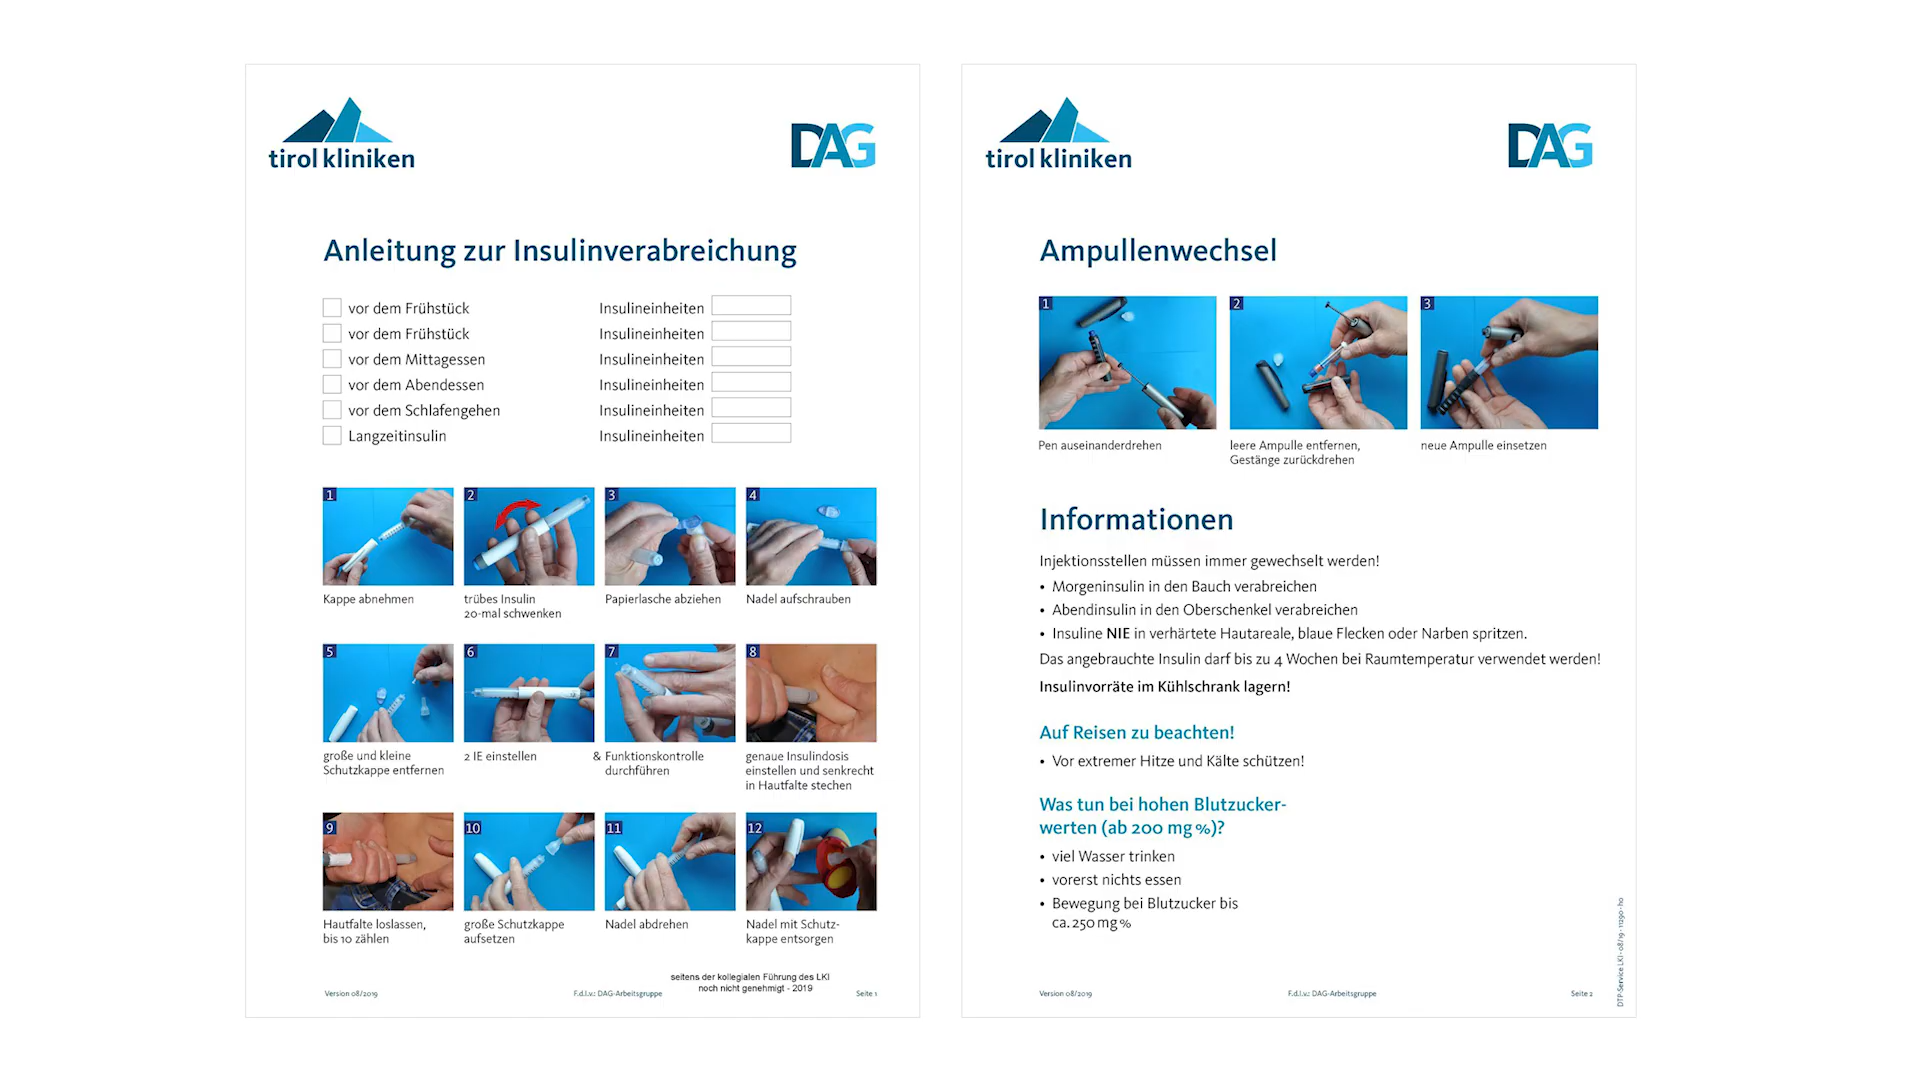 tirol kliniken
DAG
Anleitung zur Insulinverabreichung
vor dem Frühstück Insulineinheiten
vor dem Frühstück Insulineinheiten
vor dem Mittagessen Insulineinheiten
vor dem Abendessen Insulineinheiten
vor dem Schlafengehen Insulineinheiten
Langzeitinsulin Insulineinheiten
1
Kappe abnehmen
2
trübes Insulin
20-mal schwenken
3
Papierlasche abziehen
4
Nadel aufschrauben
5
große und kleine
Schutzkappe entfernen
6
2 IE einstellen
7
& Funktionskontrolle
durchführen
8
genaue Insulindosis
einstellen und senkrecht
in Hautfalte stechen
9
Hautfalte loslassen,
bis 10 zählen
10
große Schutzkappe
aufsetzen
11
Nadel abdrehen
12
Nadel mit Schutz-
kappe entsorgen
seitens der kollegialen Führung des LKI
noch nicht genehmigt - 2019
Version 08/2019
F.d.I.v.: DAG-Arbeitsgruppe
Seite 1
tirol kliniken
DAG
Ampullenwechsel
1
Pen auseinanderdrehen
2
leere Ampulle entfernen,
Gestänge zurückdrehen
3
neue Ampulle einsetzen
Informationen
Injektionsstellen müssen immer gewechselt werden!
• Morgeninsulin in den Bauch verabreichen
• Abendinsulin in den Oberschenkel verabreichen
• Insuline NIE in verhärtete Hautareale, blaue Flecken oder Narben spritzen.
Das angebrauchte Insulin darf bis zu 4 Wochen bei Raumtemperatur verwendet werden!
Insulinvorräte im Kühlschrank lagern!
Auf Reisen zu beachten!
• Vor extremer Hitze und Kälte schützen!
Was tun bei hohen Blutzucker-
werten (ab 200 mg %)?
• viel Wasser trinken
• vorerst nichts essen
• Bewegung bei Blutzucker bis
ca. 250 mg %
Version 08/2019
F.d.I.v.: DAG-Arbeitsgruppe
Seite 2
DTP-Service LKI - 08/19 - 11290 - ho